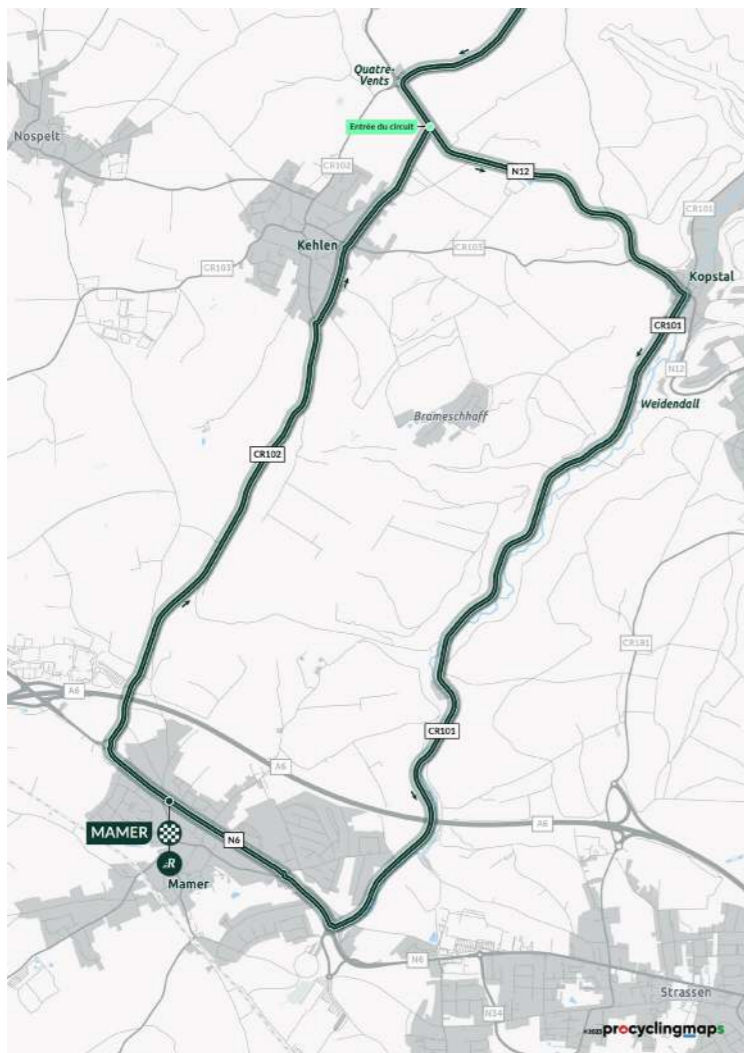 Quatre-
Vents
Nospelt
Entrée du circuit
CR102
N12
CR101
Kehlen
CR103
CR103
Kopstal
CR101
N12
Weidendall
Brameschhaff
CR102
CR181
A6
CR101
A6
A6
MAMER
N6
R
Mamer
N6
Strassen
N34
©2023 procyclingmaps